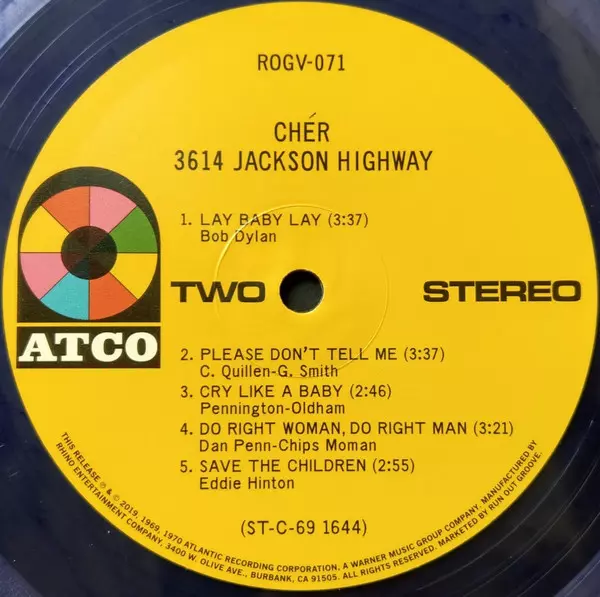 ROGV-071
CHÉR
3614 JACKSON HIGHWAY
1. LAY BABY LAY (3:37)
Bob Dylan
TWO
STEREO
ATCO
2. PLEASE DON'T TELL ME (3:37)
C. Quillen-G. Smith
3. CRY LIKE A BABY (2:46)
Pennington-Oldham
4. DO RIGHT WOMAN, DO RIGHT MAN (3:21)
Dan Penn-Chips Moman
5. SAVE THE CHILDREN (2:55)
Eddie Hinton
(ST-C-69 1644)
THIS RELEASE ℗ & © 2019, 1969, 1970 ATLANTIC RECORDING CORPORATION, A WARNER MUSIC GROUP COMPANY. MANUFACTURED BY
RHINO ENTERTAINMENT COMPANY, 3400 W. OLIVE AVE., BURBANK, CA 91505. ALL RIGHTS RESERVED. MARKETED BY RUN OUT GROOVE.